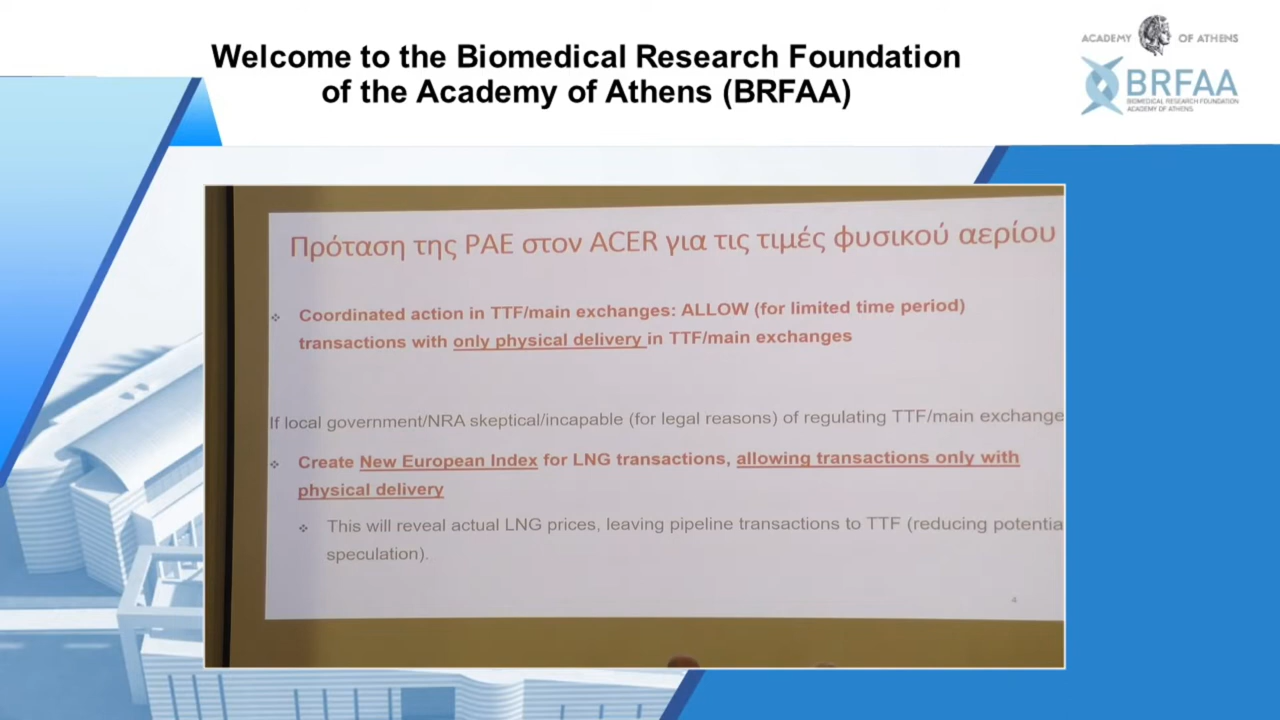 Welcome to the Biomedical Research Foundation
of the Academy of Athens (BRFAA)
ACADEMY OF ATHENS
BRFAA
BIOMEDICAL RESEARCH FOUNDATION
ACADEMY OF ATHENS
Πρόταση της ΡΑΕ στον ACER για τις τιμές φυσικού αερίου
Coordinated action in TTF/main exchanges: ALLOW (for limited time period)
transactions with only physical delivery in TTF/main exchanges
If local government/NRA skeptical/incapable (for legal reasons) of regulating TTF/main exchange
Create New European Index for LNG transactions, allowing transactions only with
physical delivery
This will reveal actual LNG prices, leaving pipeline transactions to TTF (reducing potentia
speculation).
4